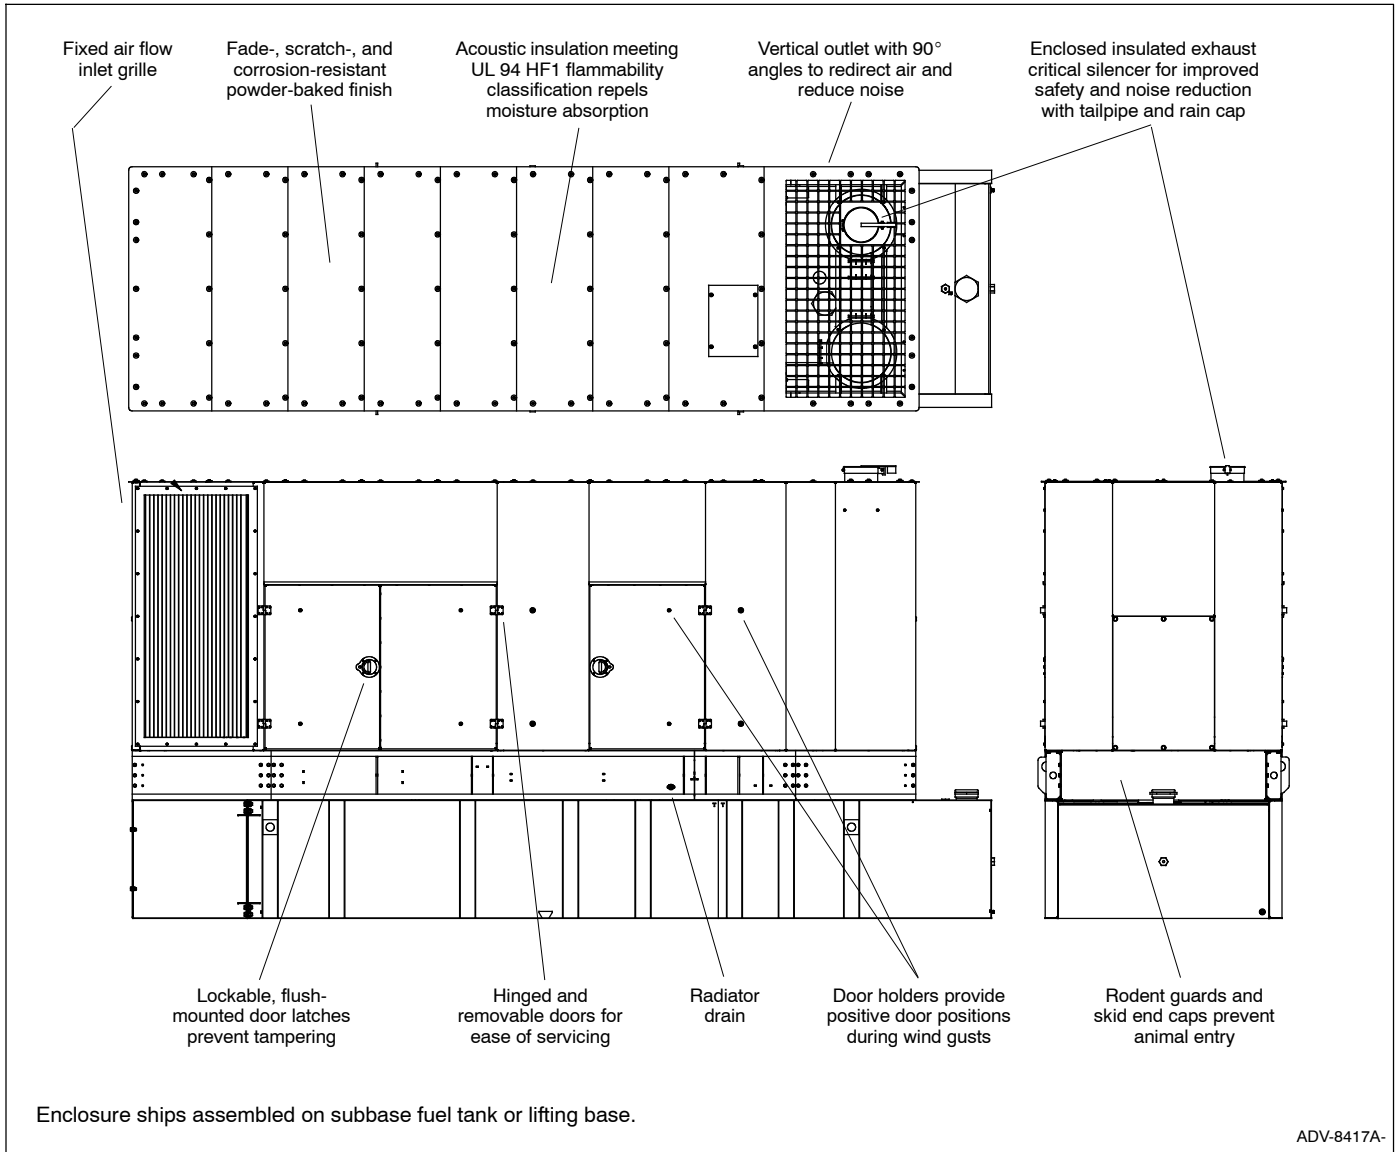 Fixed air flow
inlet grille
Fade-, scratch-, and
corrosion-resistant
powder-baked finish
Acoustic insulation meeting
UL 94 HF1 flammability
classification repels
moisture absorption
Vertical outlet with 90°
angles to redirect air and
reduce noise
Enclosed insulated exhaust
critical silencer for improved
safety and noise reduction
with tailpipe and rain cap
Lockable, flush-
mounted door latches
prevent tampering
Hinged and
removable doors for
ease of servicing
Radiator
drain
Door holders provide
positive door positions
during wind gusts
Rodent guards and
skid end caps prevent
animal entry
Enclosure ships assembled on subbase fuel tank or lifting base.
ADV-8417A-